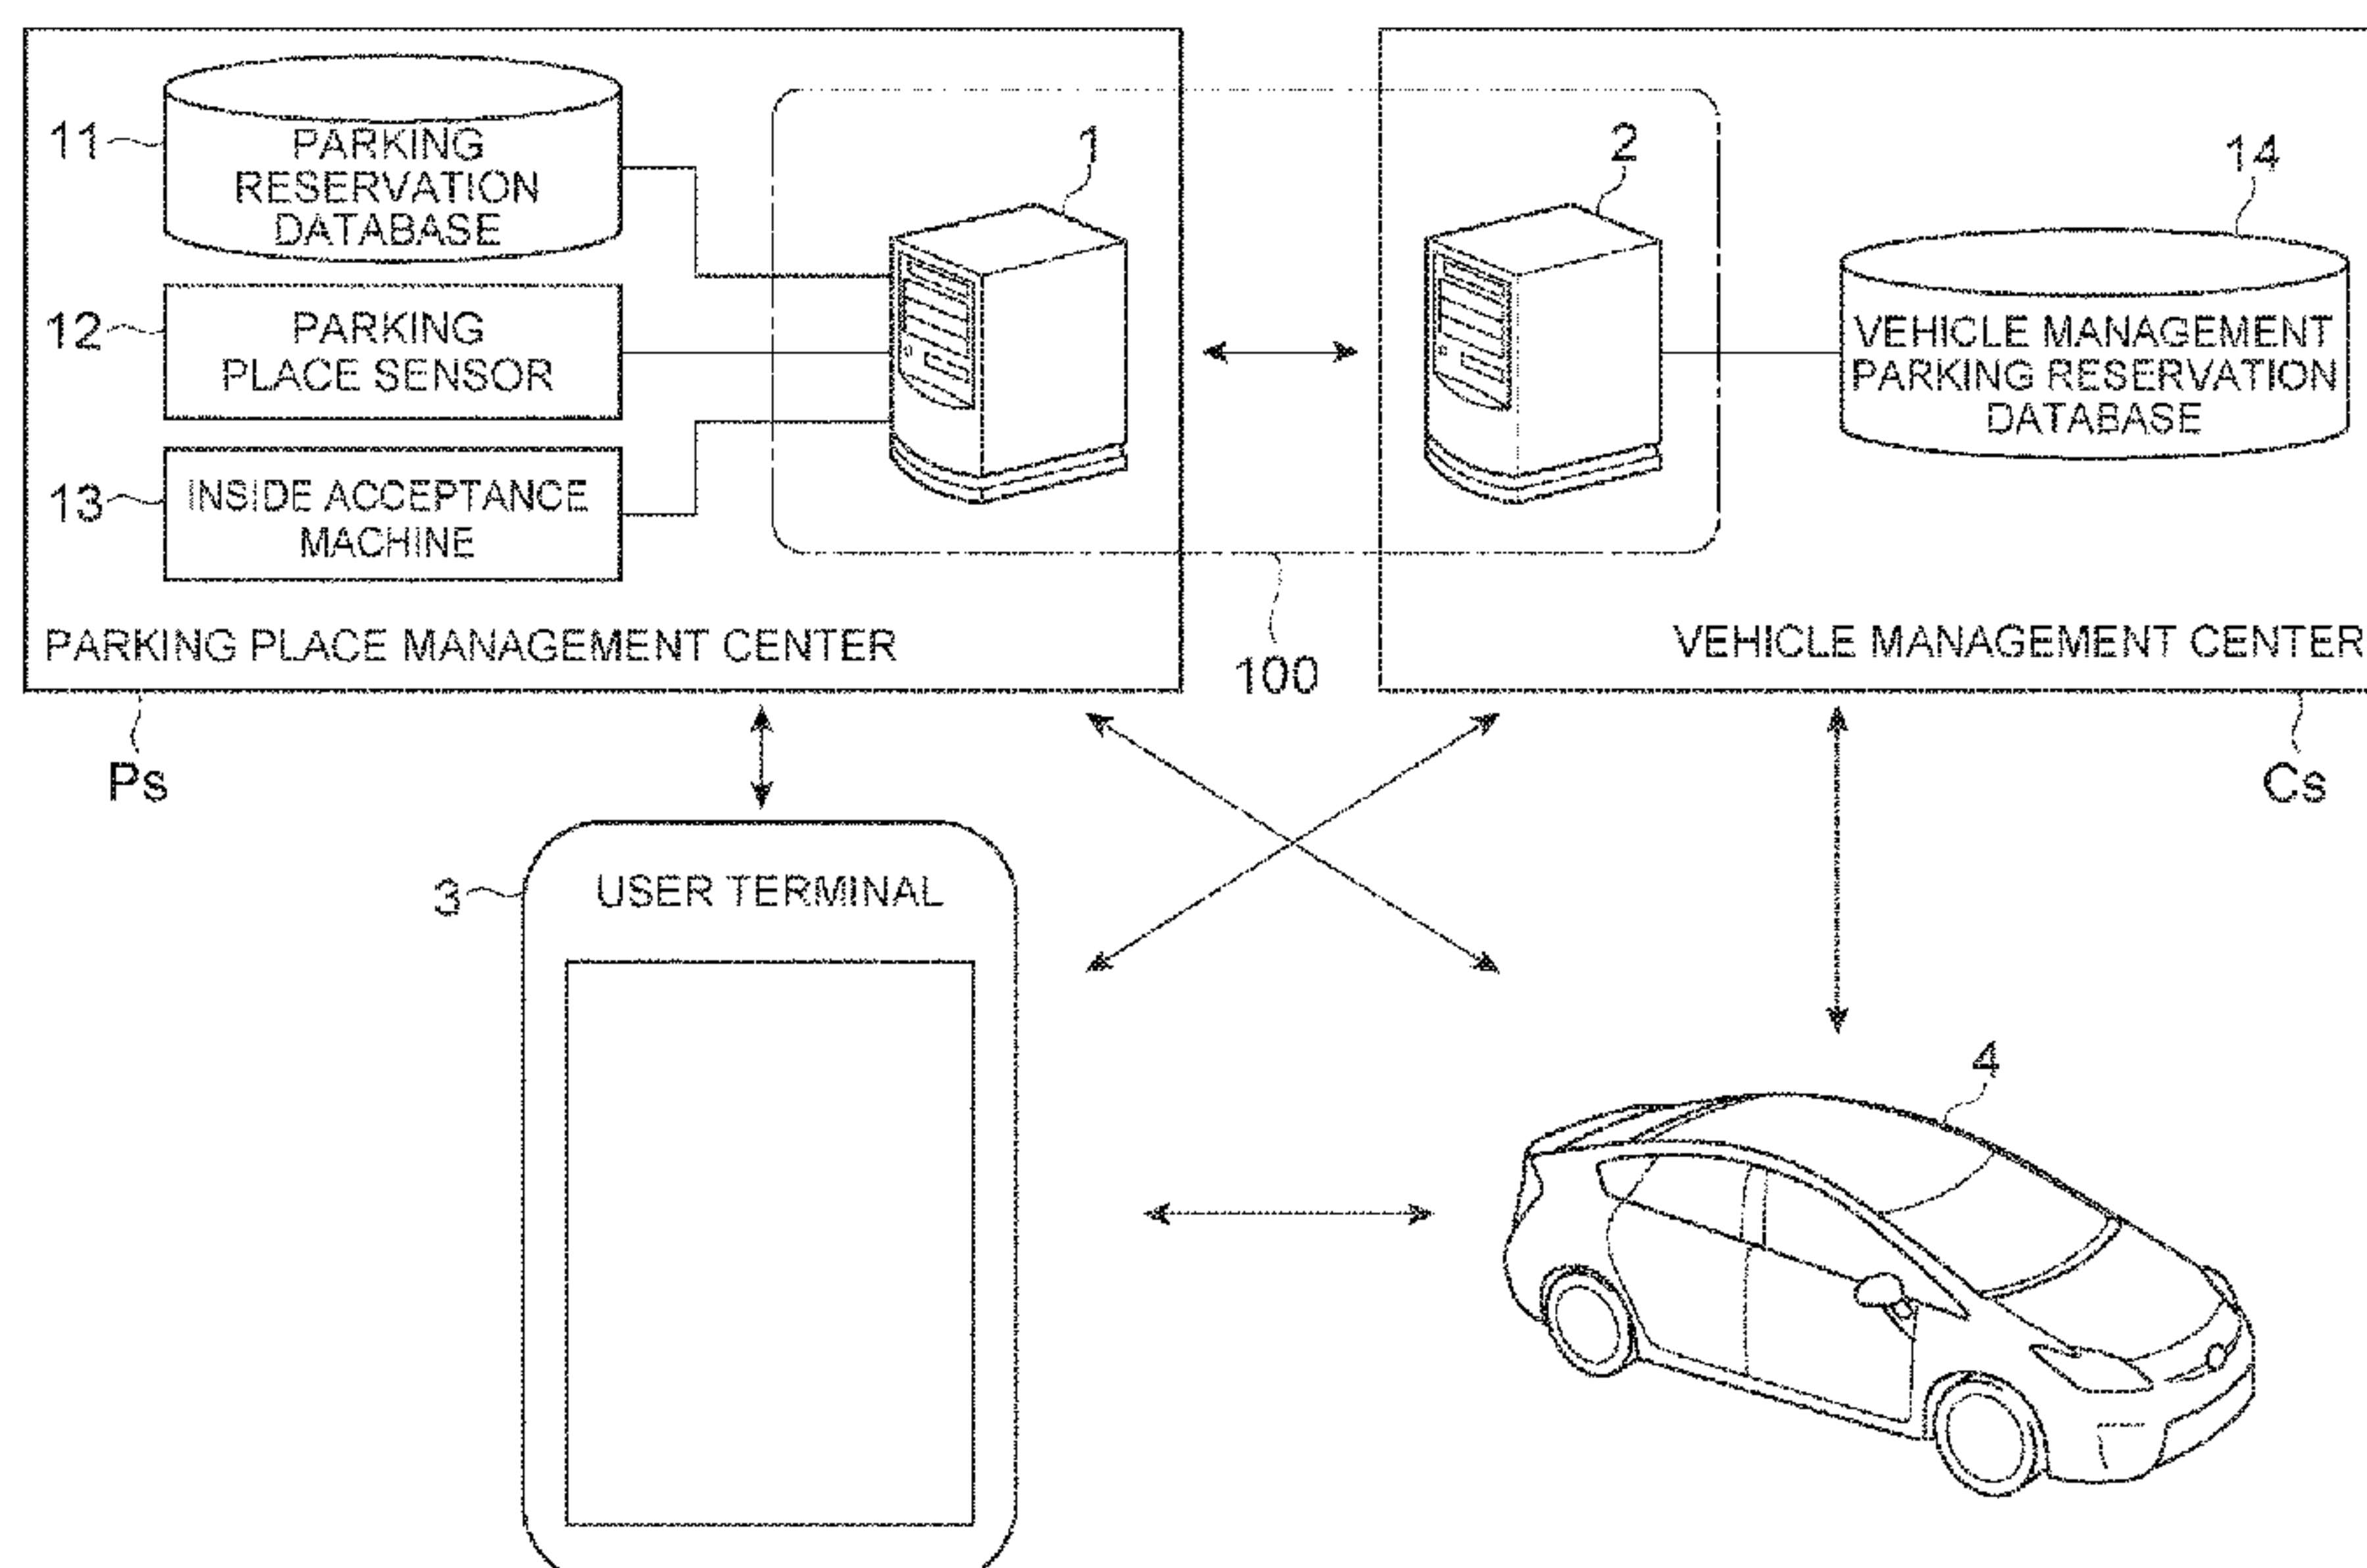 11
PARKING
RESERVATION
DATABASE
1
2
14
12
PARKING
PLACE SENSOR
VEHICLE MANAGEMENT
PARKING RESERVATION
DATABASE
13
INSIDE ACCEPTANCE
MACHINE
PARKING PLACE MANAGEMENT CENTER
100
VEHICLE MANAGEMENT CENTER
Ps
Cs
3
USER TERMINAL
4